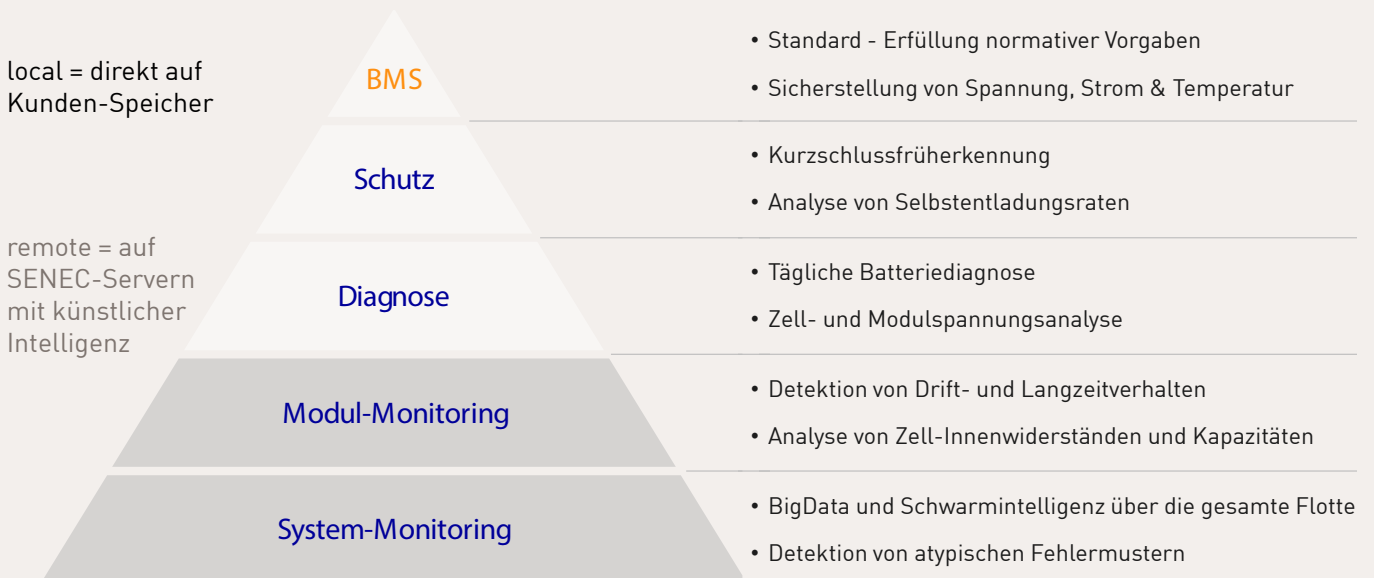 local = direkt auf
Kunden-Speicher
remote = auf
SENEC-Servern
mit künstlicher
Intelligenz
BMS
• Standard - Erfüllung normativer Vorgaben
• Sicherstellung von Spannung, Strom & Temperatur
Schutz
• Kurzschlussfrüherkennung
• Analyse von Selbstentladungsraten
Diagnose
• Tägliche Batteriediagnose
• Zell- und Modulspannungsanalyse
Modul-Monitoring
• Detektion von Drift- und Langzeitverhalten
• Analyse von Zell-Innenwiderständen und Kapazitäten
System-Monitoring
• BigData und Schwarmintelligenz über die gesamte Flotte
• Detektion von atypischen Fehlermustern